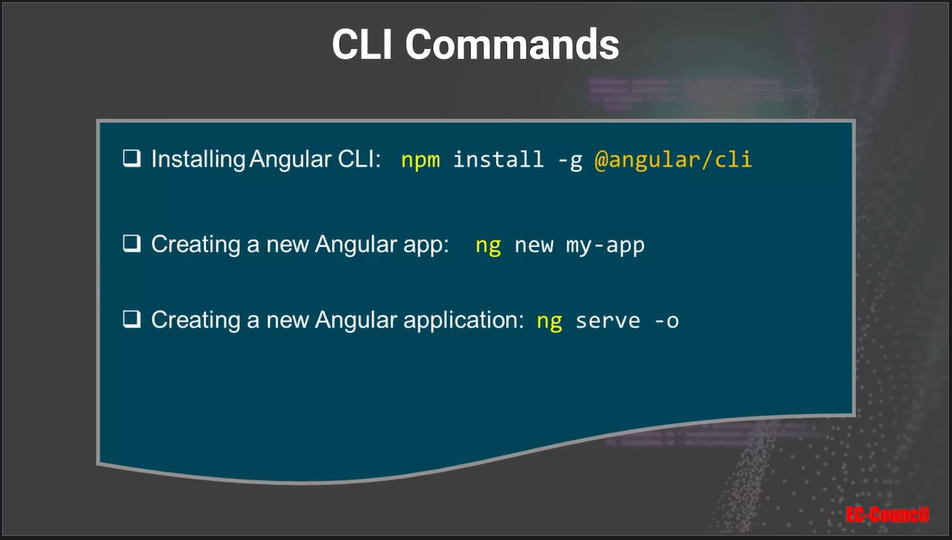 CLI Commands
❑ Installing Angular CLI: npm install -g @angular/cli
❑ Creating a new Angular app: ng new my-app
❑ Creating a new Angular application: ng serve -o
EC-Council